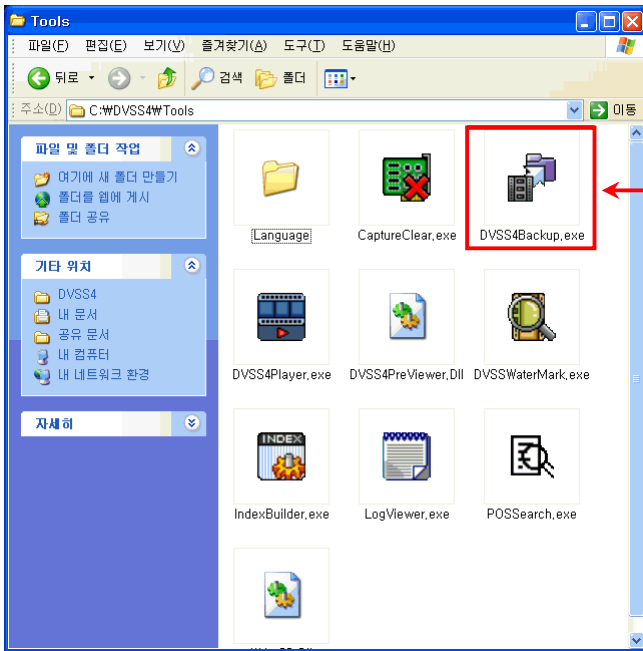 Tools
파일(F) 편집(E) 보기(V) 즐겨찾기(A) 도구(T) 도움말(H)
뒤로 검색 폴더
주소(D) C:₩DVSS4₩Tools 이동
파일 및 폴더 작업
여기에 새 폴더 만들기
폴더를 웹에 게시
폴더 공유
기타 위치
DVSS4
내 문서
공유 문서
내 컴퓨터
내 네트워크 환경
자세히
Language CaptureClear.exe DVSS4Backup.exe
DVSS4Player.exe DVSS4PreViewer.Dll DVSSWaterMark.exe
INDEX
IndexBuilder.exe LogViewer.exe POSSearch.exe